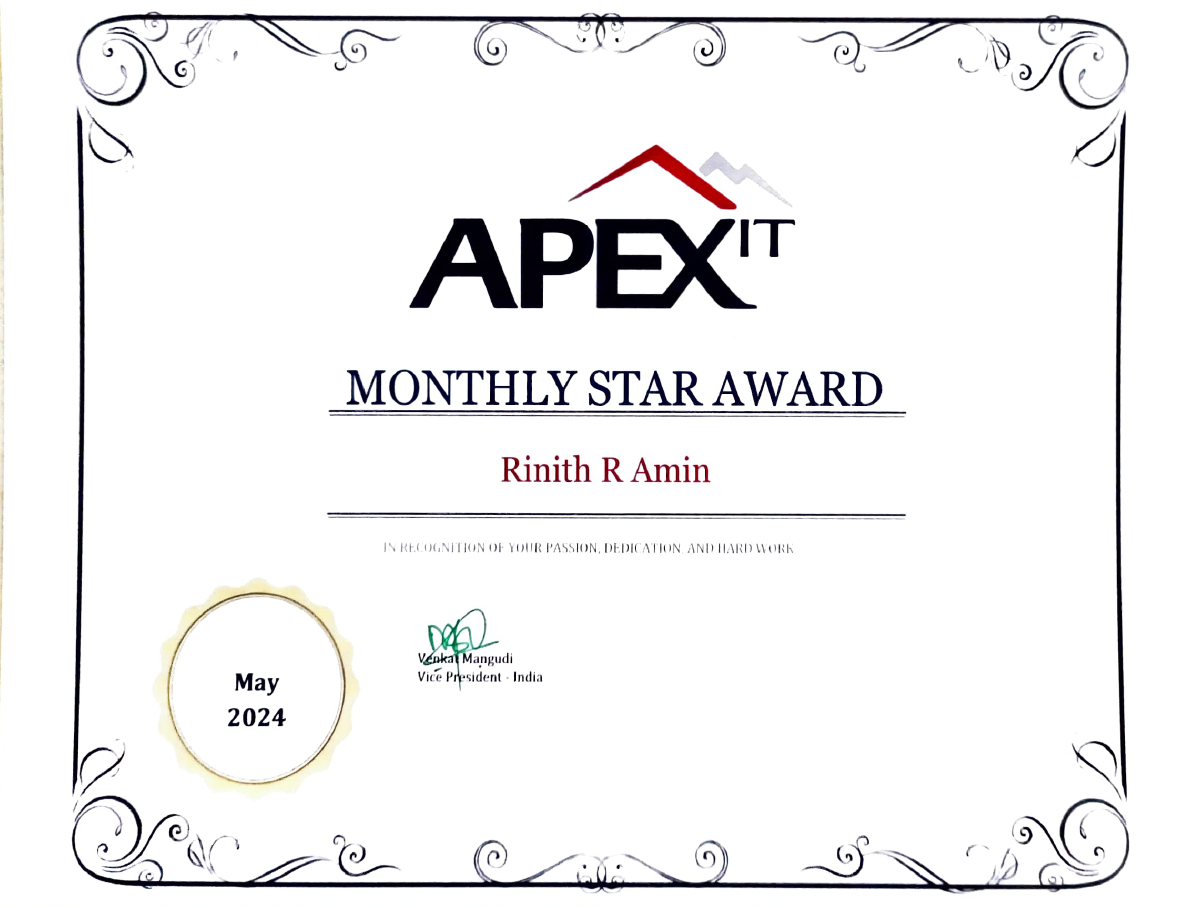 APEX IT
MONTHLY STAR AWARD
Rinith R Amin
IN RECOGNITION OF YOUR PASSION, DEDICATION, AND HARD WORK
Venkat Mangudi
Vice President - India
May
2024